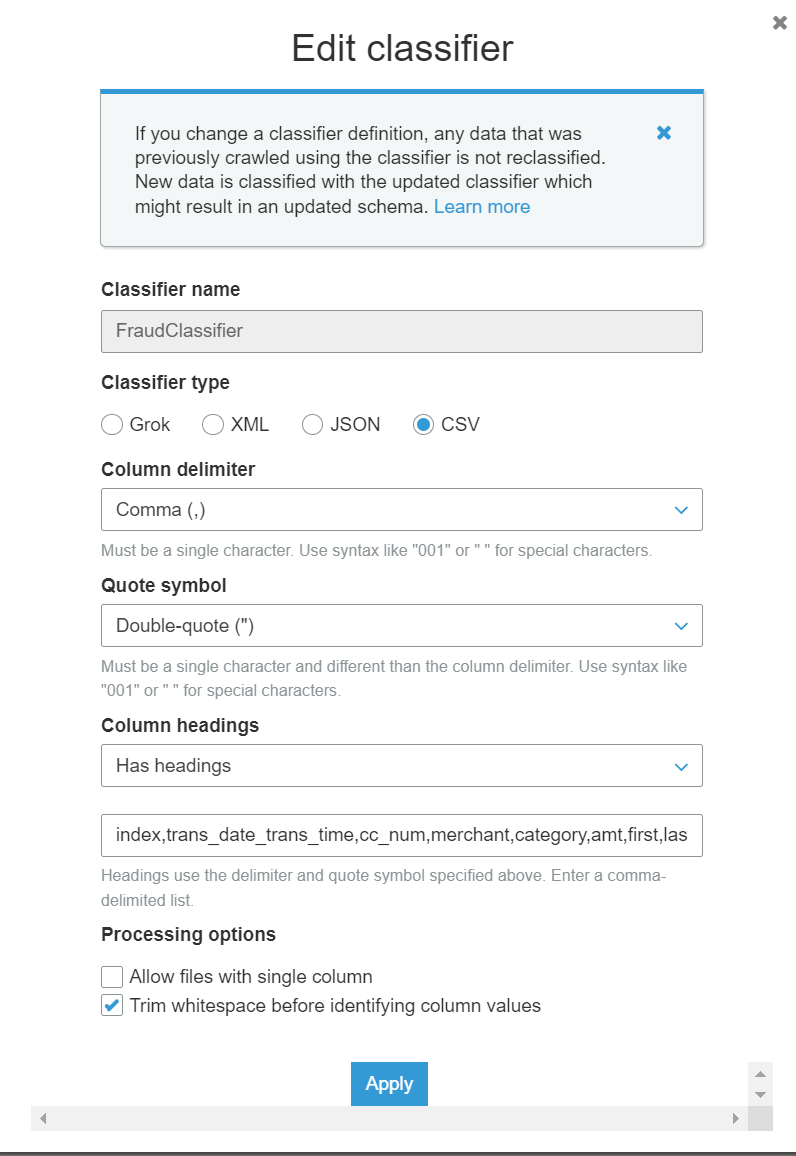 Edit classifier
If you change a classifier definition, any data that was
previously crawled using the classifier is not reclassified.
New data is classified with the updated classifier which
might result in an updated schema. Learn more
Classifier name
FraudClassifier
Classifier type
Grok XML JSON CSV
Column delimiter
Comma (,)
Must be a single character. Use syntax like "001" or " " for special characters.
Quote symbol
Double-quote (")
Must be a single character and different than the column delimiter. Use syntax like
"001" or " " for special characters.
Column headings
Has headings
index,trans_date_trans_time,cc_num,merchant,category,amt,first,las
Headings use the delimiter and quote symbol specified above. Enter a comma-
delimited list.
Processing options
Allow files with single column
Trim whitespace before identifying column values
Apply